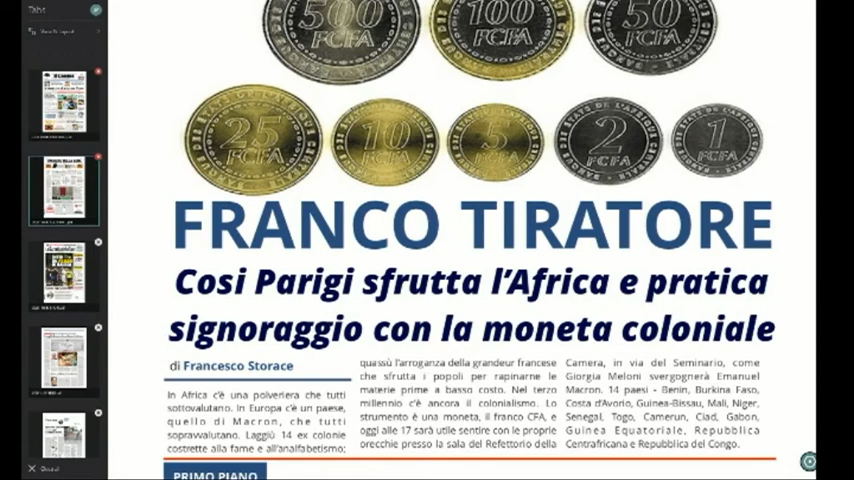 Tabs
500
FCFA
100
FCFA
50
FCFA
25
FCFA
10
FCFA
5
FCFA
2
FCFA
1
FCFA
FRANCO TIRATORE
Cosi Parigi sfrutta l'Africa e pratica
signoraggio con la moneta coloniale
di Francesco Storace
In Africa c'è una polveriera che tutti
sottovalutano. In Europa c'è un paese,
quello di Macron, che tutti
sopravvalutano. Laggiù 14 ex colonie
costrette alla fame e all'analfabetismo;
quassù l'arroganza della grandeur francese
che sfrutta i popoli per rapinarne le
materie prime a basso costo. Nel terzo
millennio c'è ancora il colonialismo. Lo
strumento è una moneta, il franco CFA, e
oggi alle 17 sarà utile sentire con le proprie
orecchie presso la sala del Refettorio della
Camera, in via del Seminario, come
Giorgia Meloni svergognerà Emanuel
Macron. 14 paesi - Benin, Burkina Faso,
Costa d'Avorio, Guinea-Bissau, Mali, Niger,
Senegal, Togo, Camerun, Ciad, Gabon,
Guinea Equatoriale, Repubblica
Centrafricana e Repubblica del Congo.
PRIMO PIANO